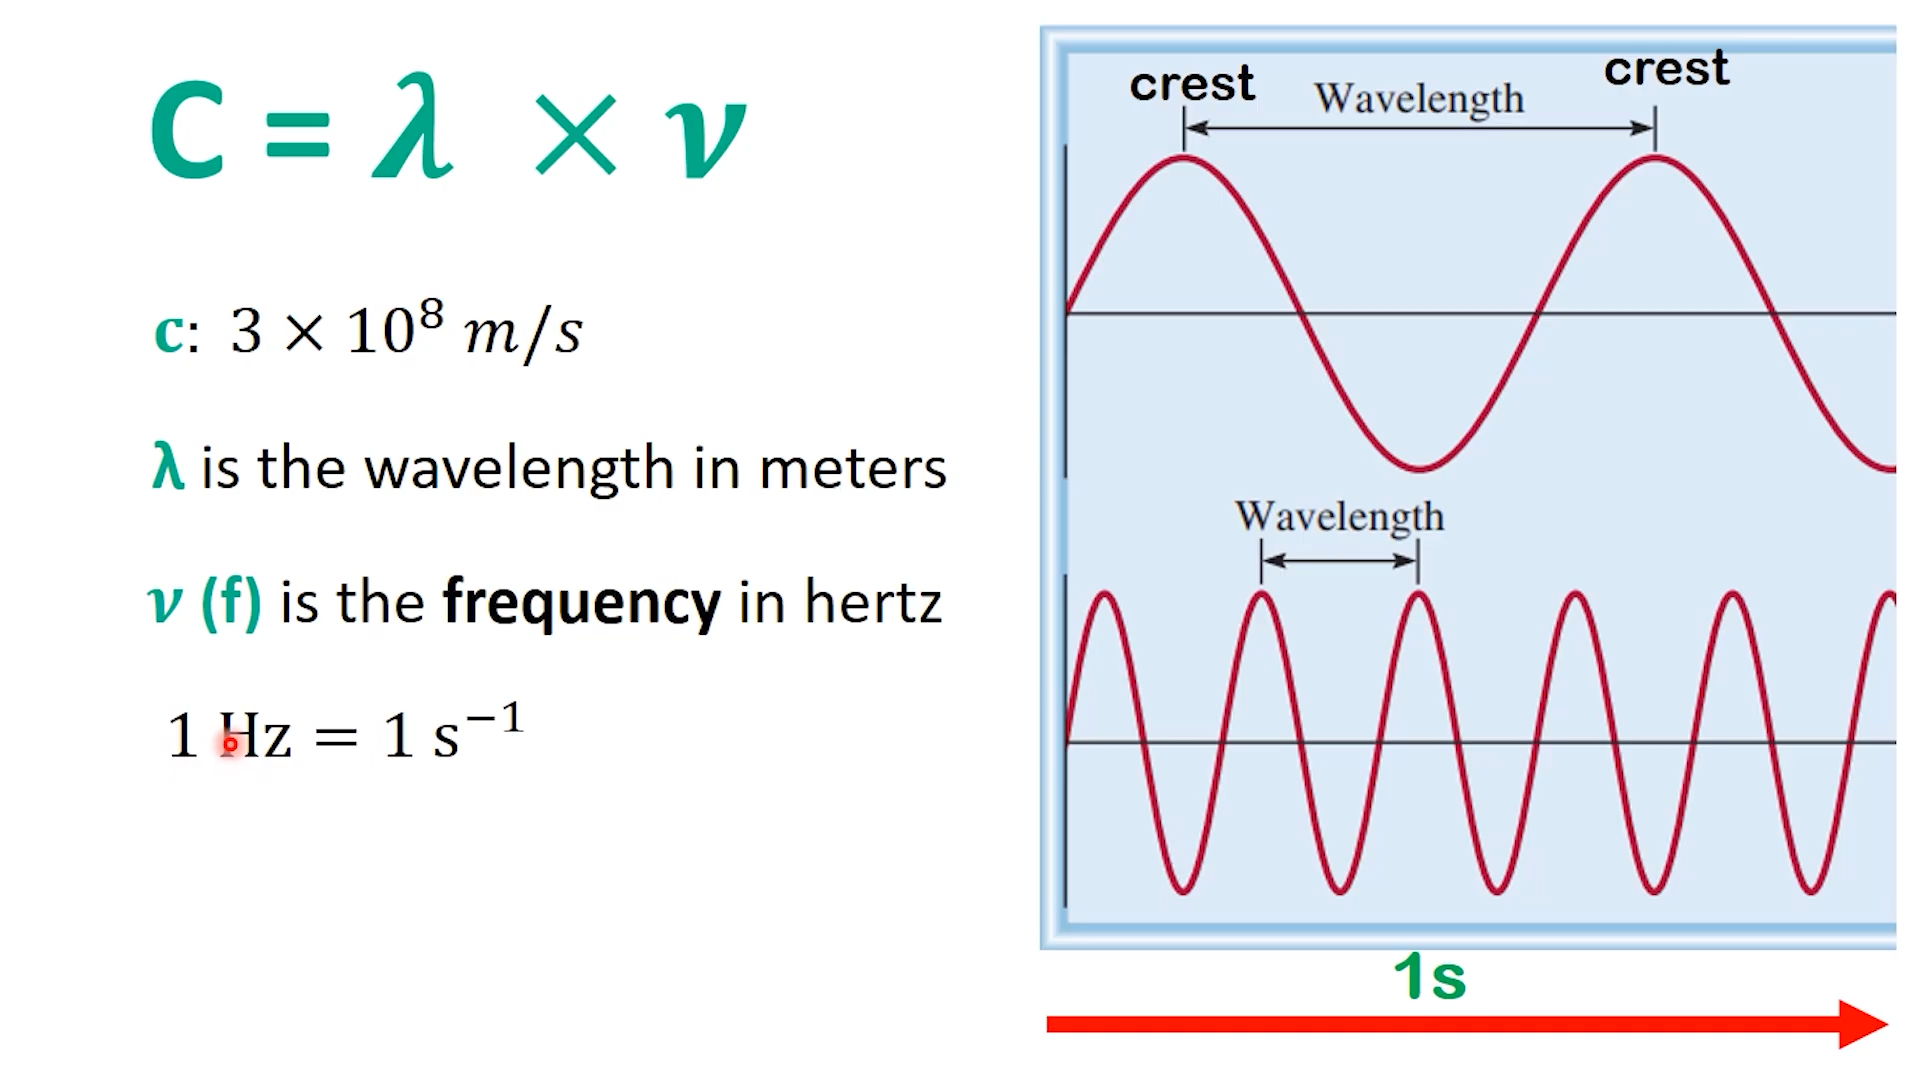 C = λ × ν
c: 3 × 10⁸ m/s
λ is the wavelength in meters
ν (f) is the frequency in hertz
1 Hz = 1 s⁻¹
crest
Wavelength
crest
Wavelength
1s